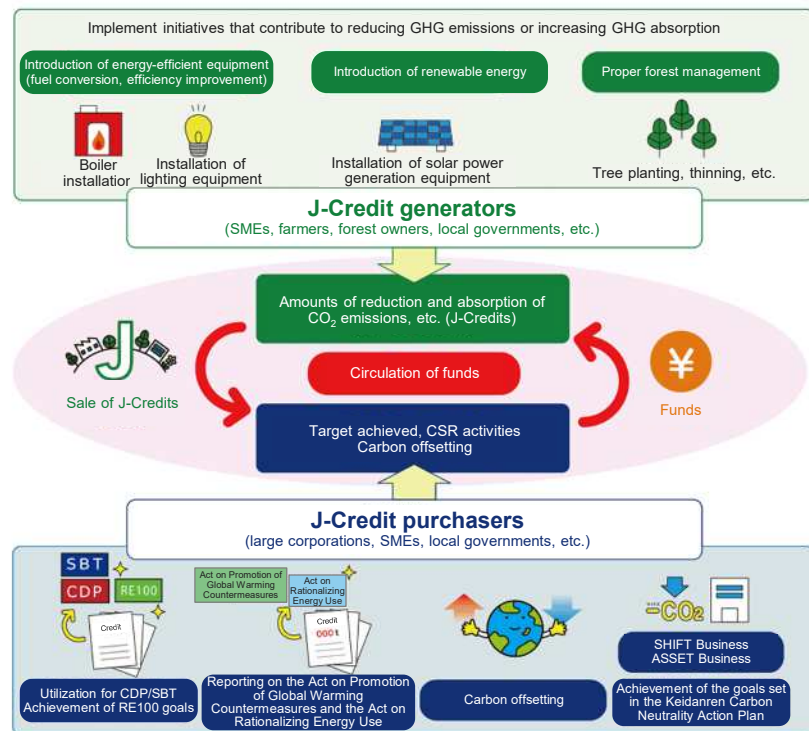 Implement initiatives that contribute to reducing GHG emissions or increasing GHG absorption
Introduction of energy-efficient equipment
(fuel conversion, efficiency improvement)
Introduction of renewable energy
Proper forest management
Boiler
installation
Installation of
lighting equipment
Installation of solar power
generation equipment
Tree planting, thinning, etc.
J-Credit generators
(SMEs, farmers, forest owners, local governments, etc.)
Amounts of reduction and absorption of
CO₂ emissions, etc. (J-Credits)
J
Sale of J-Credits
Circulation of funds
¥
Funds
Target achieved, CSR activities
Carbon offsetting
J-Credit purchasers
(large corporations, SMEs, local governments, etc.)
SBT
CDP
RE100
Credit
Utilization for CDP/SBT
Achievement of RE100 goals
Act on Promotion of
Global Warming
Countermeasures
Act on
Rationalizing
Energy Use
Credit
000t
Reporting on the Act on Promotion
of Global Warming
Countermeasures and the Act on
Rationalizing Energy Use
Carbon offsetting
-CO₂
SHIFT Business
ASSET Business
Achievement of the goals set
in the Keidanren Carbon
Neutrality Action Plan